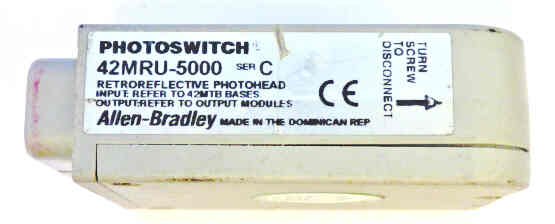 PHOTOSWITCH
42MRU-5000 SER C
RETROREFLECTIVE PHOTOHEAD
INPUT: REFER TO 42MTB BASES
OUTPUT:REFER TO OUTPUT MODULES
Allen-Bradley MADE IN THE DOMINICAN REP
CE
TURN
SCREW
TO
DISCONNECT